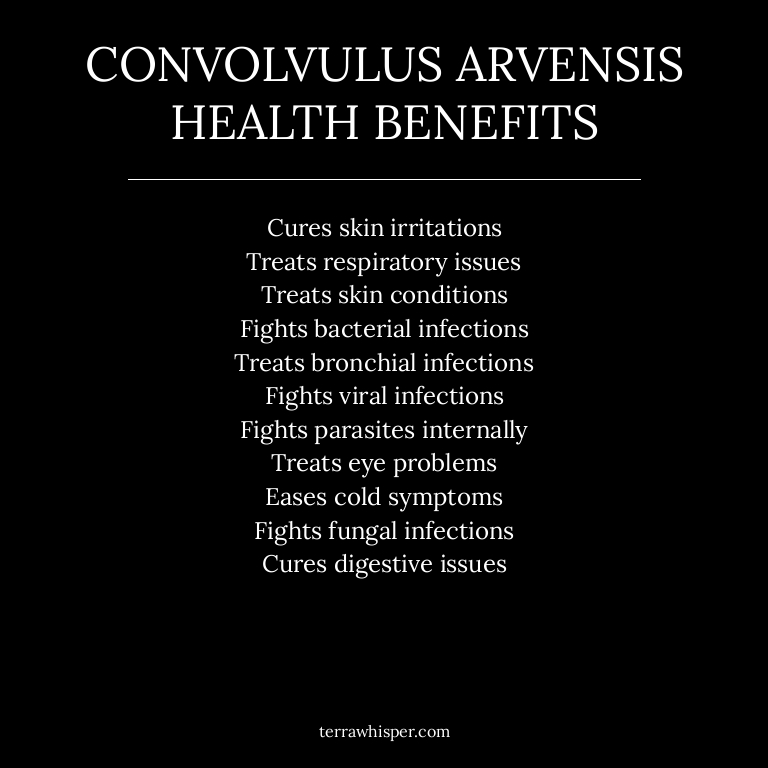 CONVOLVULUS ARVENSIS
HEALTH BENEFITS
Cures skin irritations
Treats respiratory issues
Treats skin conditions
Fights bacterial infections
Treats bronchial infections
Fights viral infections
Fights parasites internally
Treats eye problems
Eases cold symptoms
Fights fungal infections
Cures digestive issues
terrawhisper.com